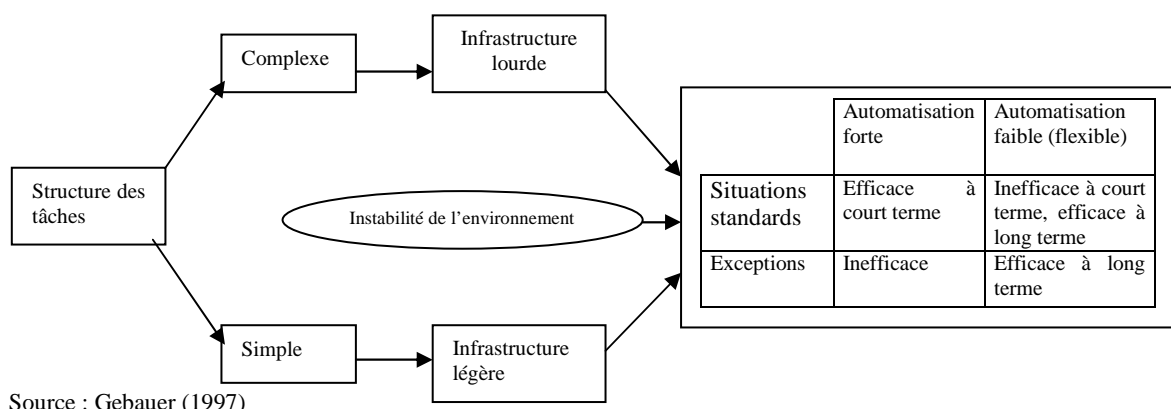 Complexe
Infrastructure
lourde
Structure des
tâches
Instabilité de l’environnement
Simple
Infrastructure
légère
Automatisation
forte
Automatisation
faible (flexible)
Situations
standards
Efficace à
court terme
Inefficace à court
terme, efficace à
long terme
Exceptions
Inefficace
Efficace à long
terme
Source : Gebauer (1997)